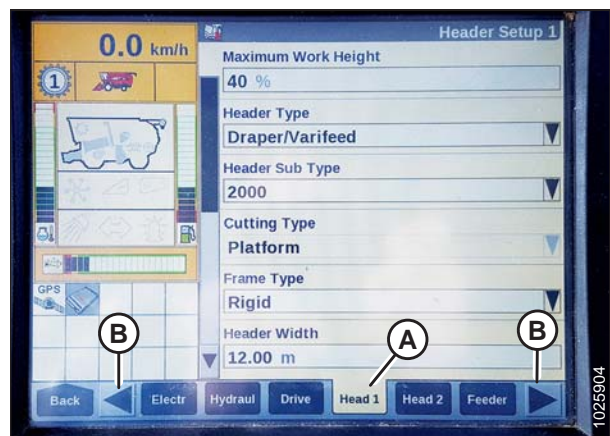 0.0 km/h
Header Setup 1
1
Maximum Work Height
40 %
Header Type
Draper/Varifeed
Header Sub Type
2000
Cutting Type
Platform
Frame Type
Rigid
GPS
Header Width
12.00 m
B
A
B
Back
Electr
Hydraul
Drive
Head 1
Head 2
Feeder
1025904